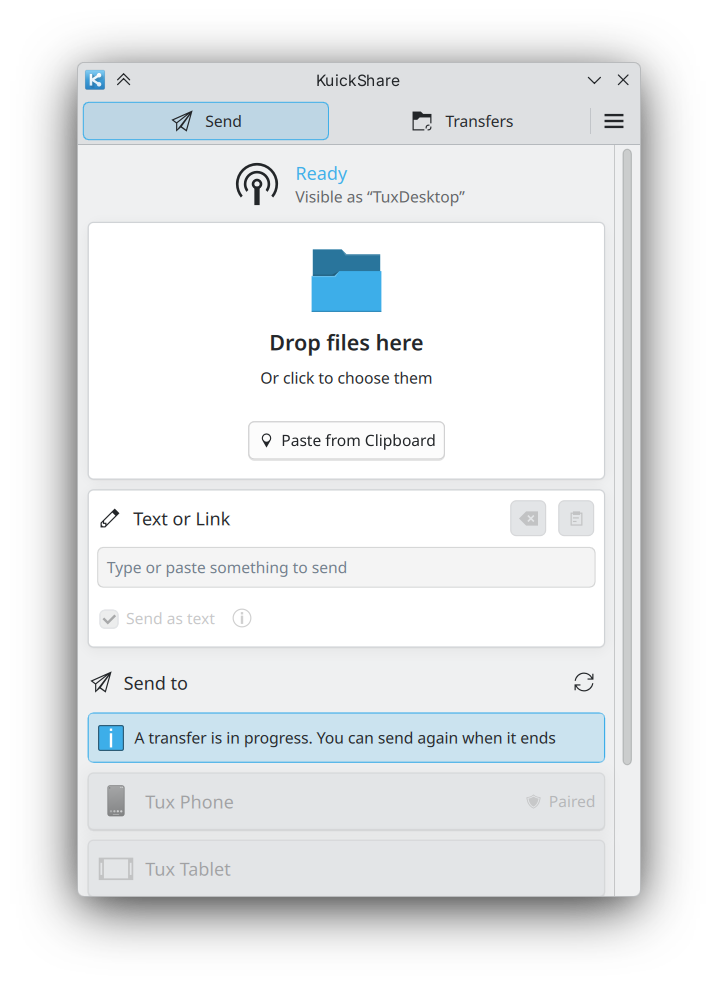 KuickShare
Send
Transfers
Ready
Visible as “TuxDesktop”
Drop files here
Or click to choose them
Paste from Clipboard
Text or Link
Type or paste something to send
Send as text
Send to
A transfer is in progress. You can send again when it ends
Tux Phone
Paired
Tux Tablet